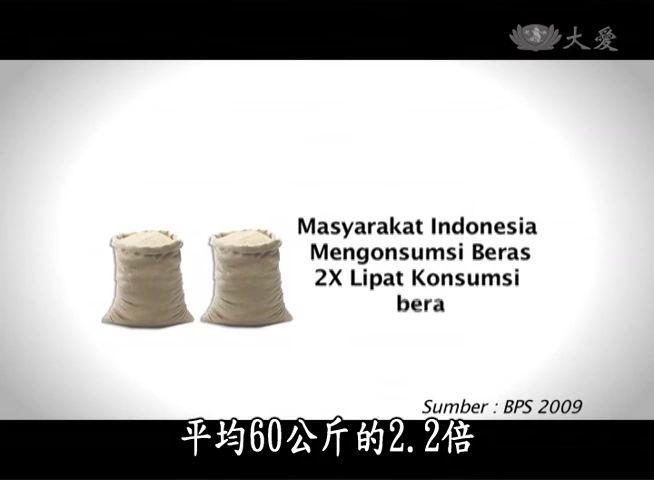 大愛
Masyarakat Indonesia
Mengonsumsi Beras
2X Lipat Konsumsi
bera
Sumber : BPS 2009
平均60公斤的2.2倍